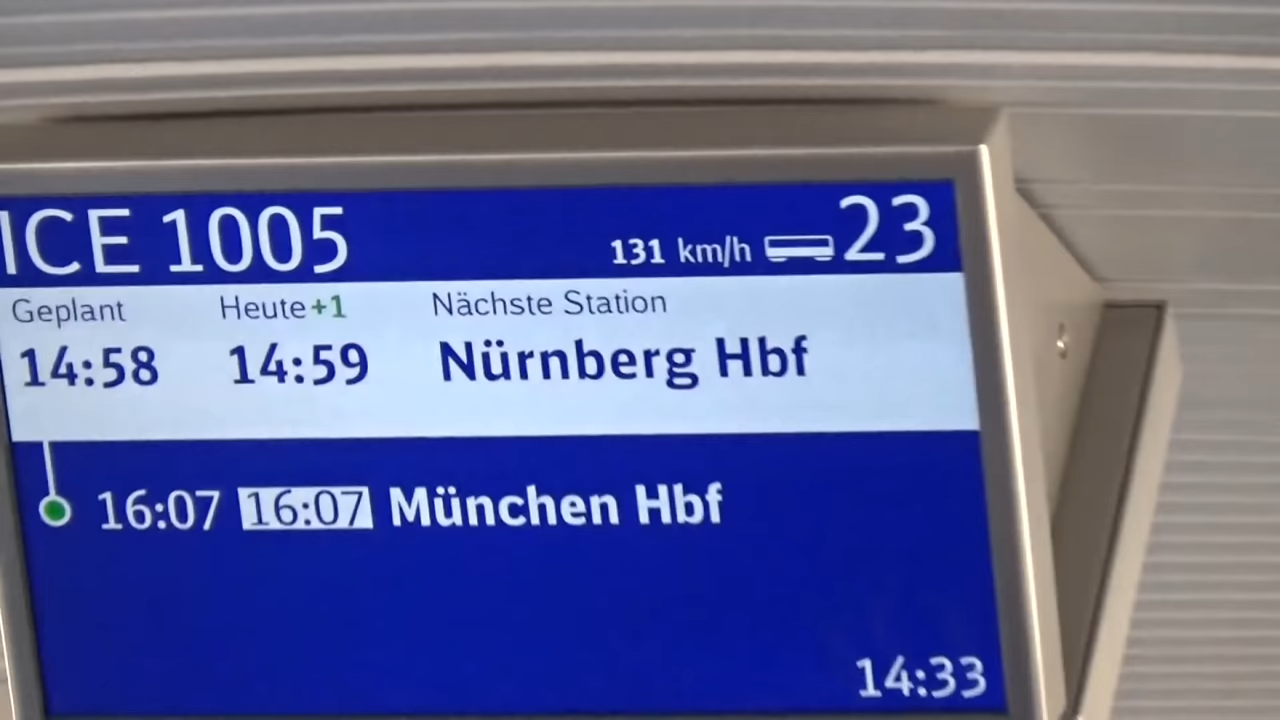 ICE 1005 131 km/h 23
Geplant Heute+1 Nächste Station
14:58 14:59 Nürnberg Hbf
16:07 16:07 München Hbf
14:33